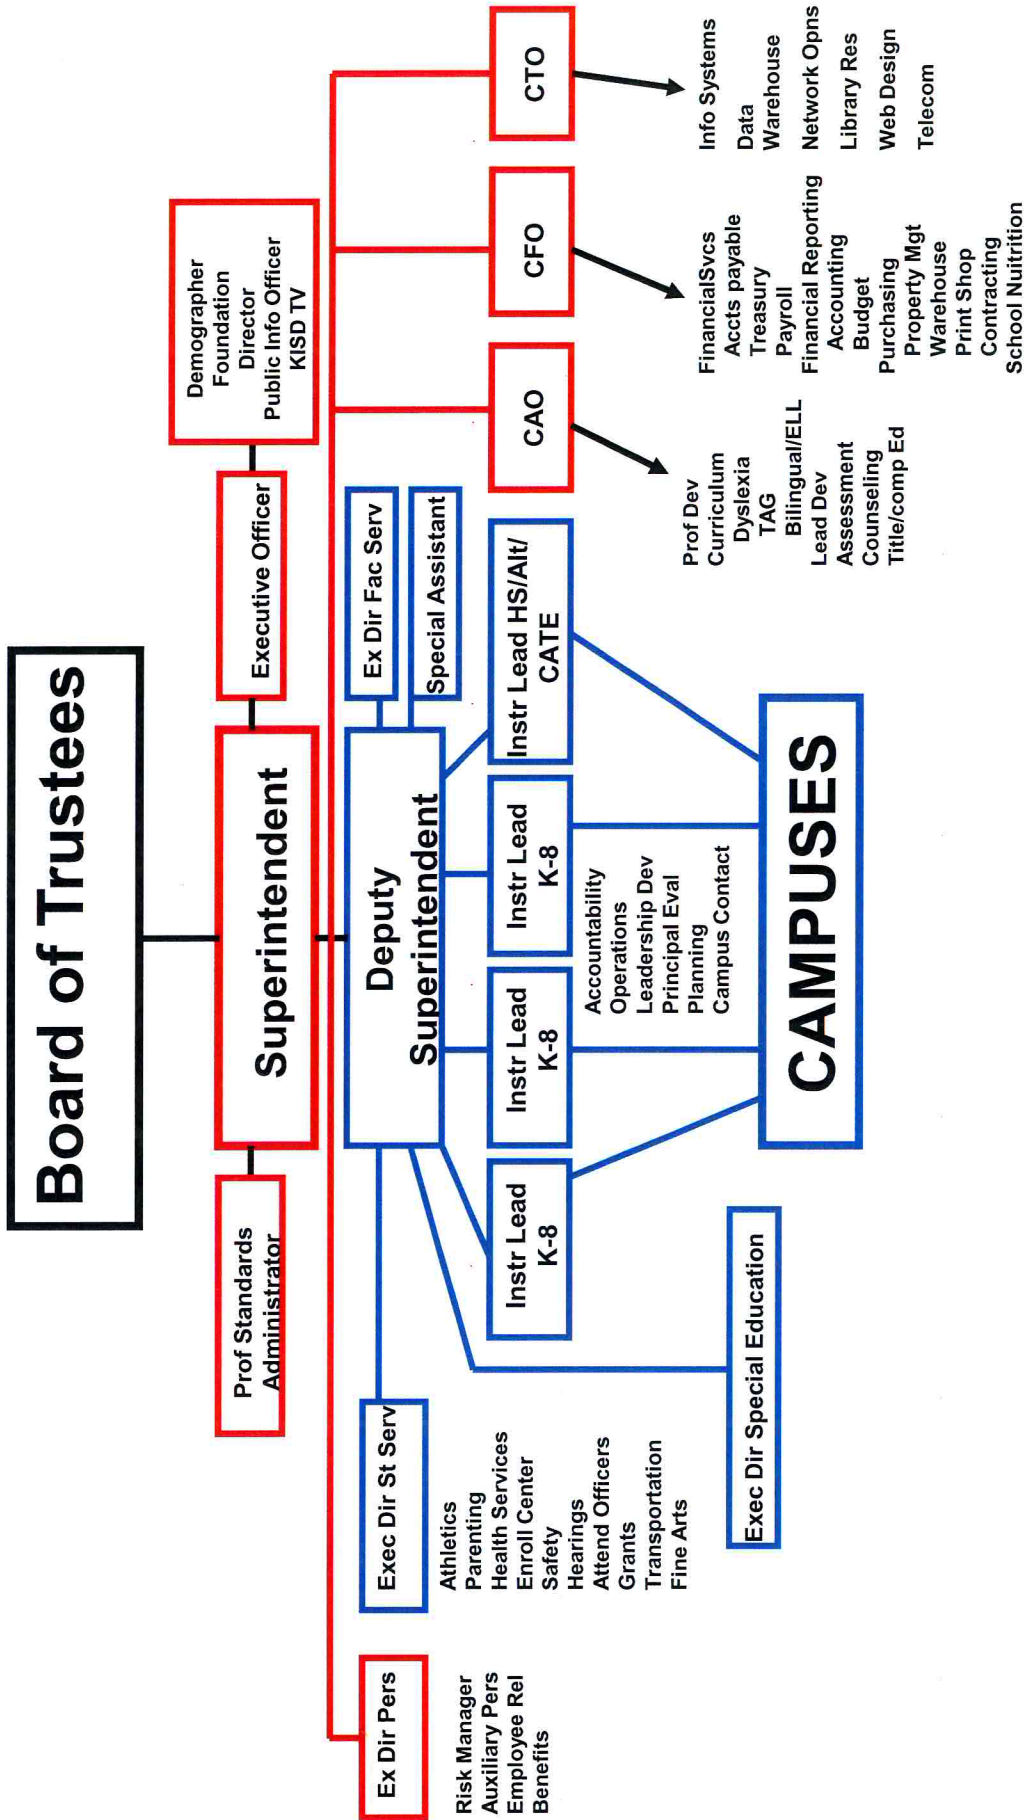 Board of Trustees
Prof Standards
Administrator
Superintendent
Executive Officer
Demographer
Foundation
Director
Public Info Officer
KISD TV
Ex Dir Pers
Risk Manager
Auxiliary Pers
Employee Rel
Benefits
Exec Dir St Serv
Athletics
Parenting
Health Services
Enroll Center
Safety
Hearings
Attend Officers
Grants
Transportation
Fine Arts
Deputy
Superintendent
Ex Dir Fac Serv
Special Assistant
Instr Lead
K-8
Instr Lead
K-8
Instr Lead
K-8
Instr Lead HS/Alt/
CATE
CAO
CFO
CTO
Accountability
Operations
Leadership Dev
Principal Eval
Planning
Campus Contact
Prof Dev
Curriculum
Dyslexia
TAG
Bilingual/ELL
Lead Dev
Assessment
Counseling
Title/comp Ed
FinancialSvcs
Accts payable
Treasury
Payroll
Financial Reporting
Accounting
Budget
Purchasing
Property Mgt
Warehouse
Print Shop
Contracting
School Nuitrition
Info Systems
Data
Warehouse
Network Opns
Library Res
Web Design
Telecom
Exec Dir Special Education
CAMPUSES